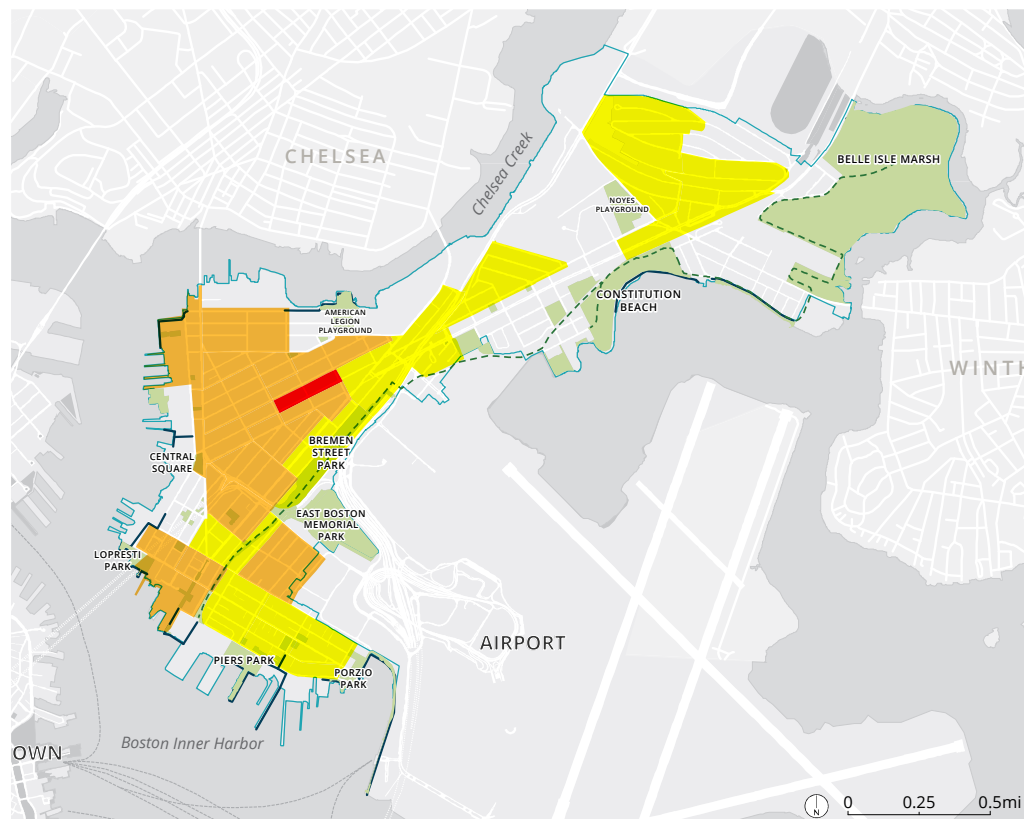 CHELSEA
Chelsea Creek
BELLE ISLE MARSH
NOYES
PLAYGROUND
CONSTITUTION
BEACH
AMERICAN
LEGION
PLAYGROUND
WINTH
BREMEN
STREET
PARK
CENTRAL
SQUARE
EAST BOSTON
MEMORIAL
PARK
LOPRESTI
PARK
AIRPORT
PIERS PARK
PORZIO
PARK
Boston Inner Harbor
OWN
N
0 0.25 0.5mi